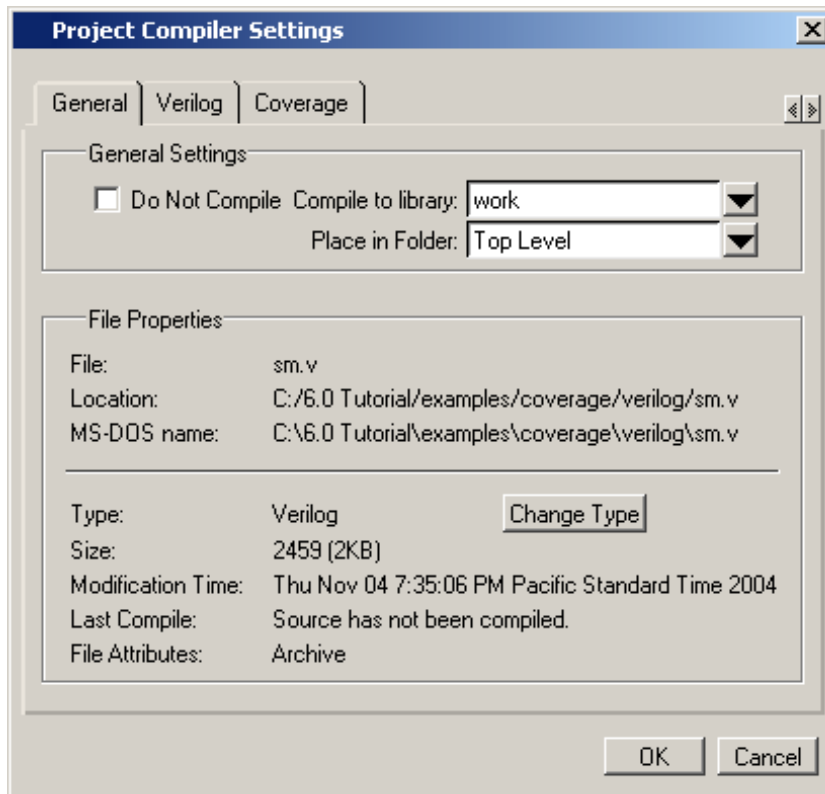 Project Compiler Settings
General Verilog Coverage
General Settings
Do Not Compile Compile to library: work
Place in Folder: Top Level
File Properties
File: sm.v
Location: C:/6.0 Tutorial/examples/coverage/verilog/sm.v
MS-DOS name: C:\6.0 Tutorial\examples\coverage\verilog\sm.v
Type: Verilog Change Type
Size: 2459 (2KB)
Modification Time: Thu Nov 04 7:35:06 PM Pacific Standard Time 2004
Last Compile: Source has not been compiled.
File Attributes: Archive
OK Cancel